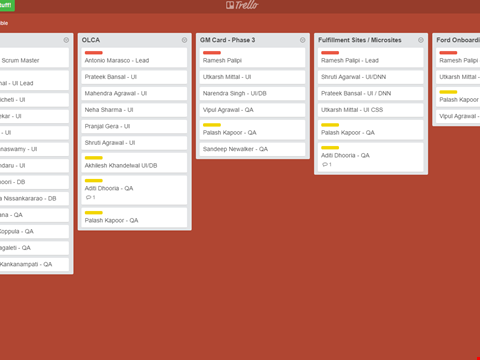 tuff!
Trello
ible
Scrum Master
nal - UI Lead
icheti - UI
ekar - UI
- UI
naswamy - UI
ndaru - UI
oori - DB
a Nissankararao - DB
ana - QA
Koppula - QA
agaleti - QA
Kankanampati - QA
OLCA
Antonio Marasco - Lead
Prateek Bansal - UI
Mahendra Agrawal - UI
Neha Sharma - UI
Pranjal Gera - UI
Shruti Agrawal - UI
Akhilesh Khandelwal UI/DB
Aditi Dhooria - QA
1
Palash Kapoor - QA
GM Card - Phase 3
Ramesh Palipi
Utkarsh Mittal - UI
Narendra Singh - UI/DB
Vipul Agrawal - QA
Palash Kapoor - QA
Sandeep Newalker - QA
Fulfillment Sites / Microsites
Ramesh Palipi - Lead
Shruti Agarwal - UI/DNN
Prateek Bansal - UI / DNN
Utkarsh Mittal - UI CSS
Palash Kapoor - QA
Aditi Dhooria - QA
1
Ford Onboardi
Ramesh Palipi
Utkarsh Mittal -
Palash Kapoor
Vipul Agrawal -